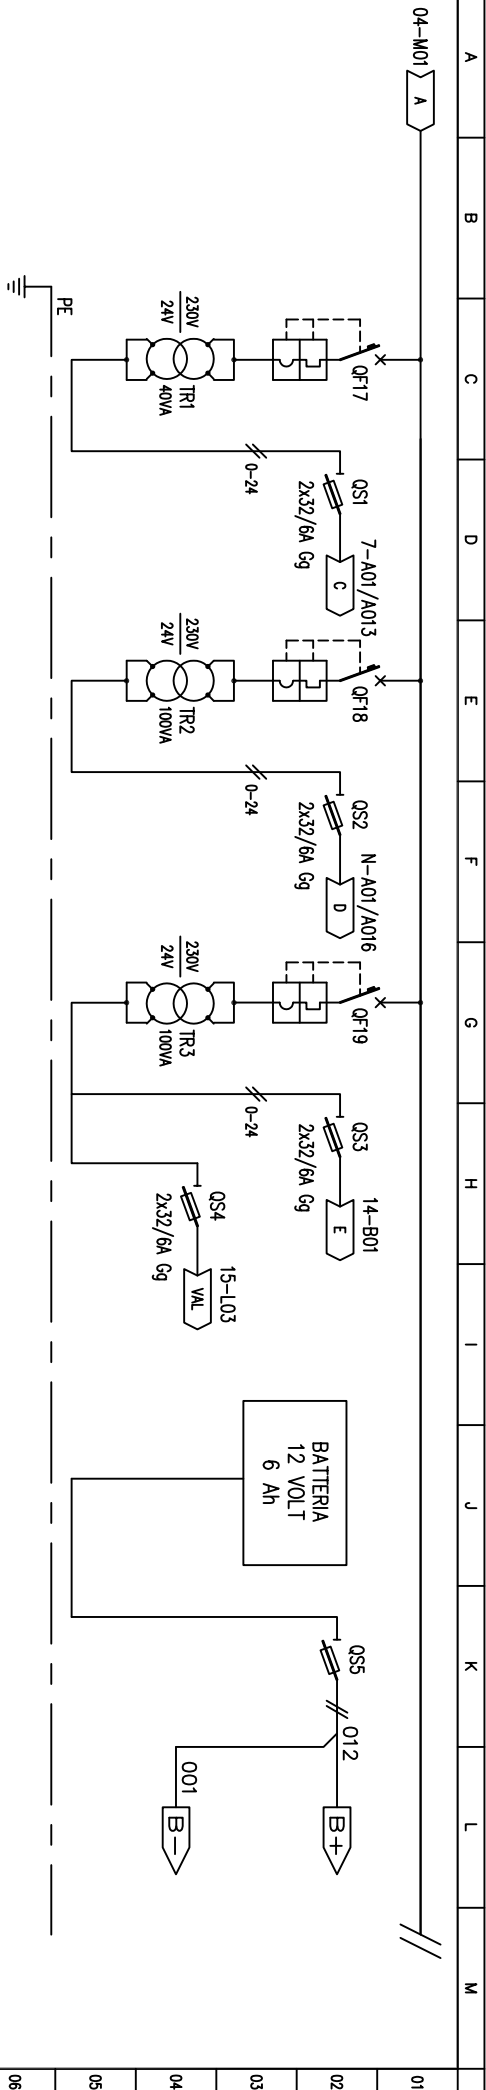 A
B
C
D
E
F
G
H
I
J
K
L
M
01
02
03
04
05
06
04-M01
A
QF17
230V
24V
TR1
40VA
0-24
QS1
2x32/6A Gg
7-A01/A013
C
QF18
230V
24V
TR2
100VA
0-24
QS2
2x32/6A Gg
N-A01/A016
D
QF19
230V
24V
TR3
100VA
0-24
QS3
2x32/6A Gg
14-B01
E
QS4
2x32/6A Gg
15-L03
VAL
BATTERIA
12 VOLT
6 Ah
QS5
012
B+
001
B-
PE